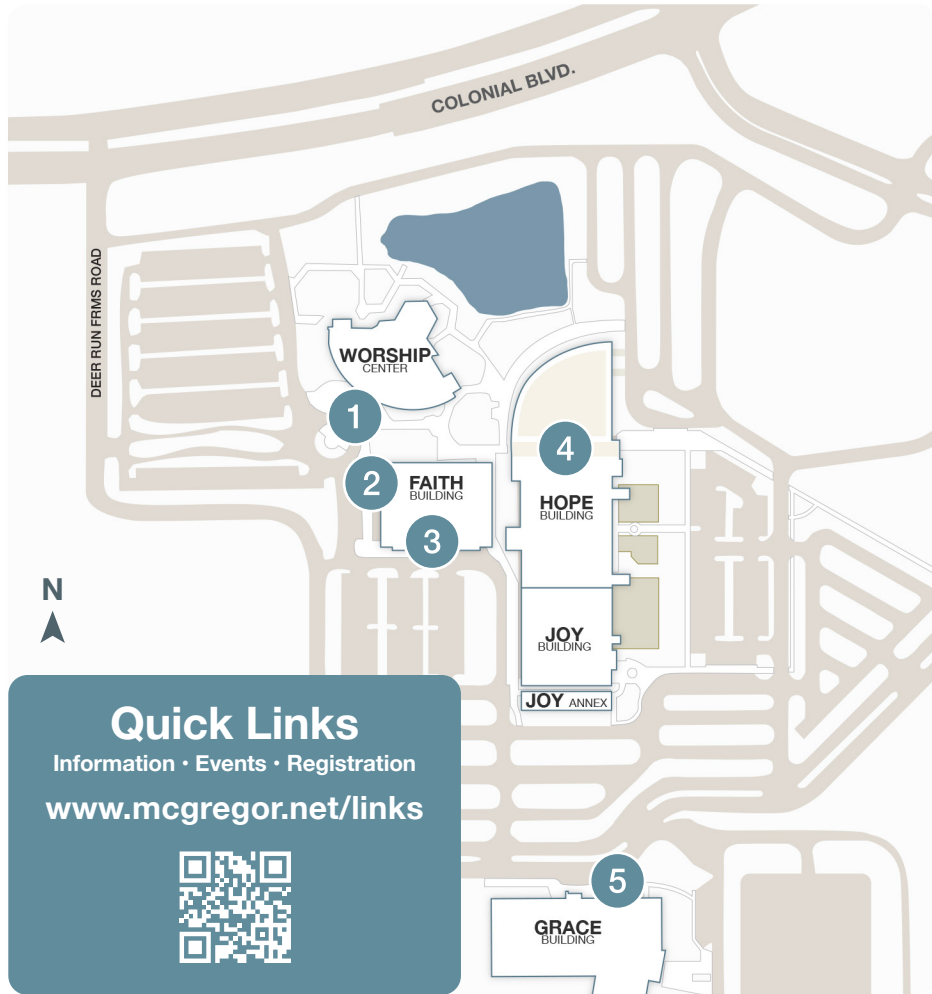 COLONIAL BLVD.
DEER RUN FRMS ROAD
WORSHIP
CENTER
1
2
FAITH
BUILDING
3
4
HOPE
BUILDING
N
JOY
BUILDING
JOY ANNEX
Quick Links
Information • Events • Registration
www.mcgregor.net/links
5
GRACE
BUILDING